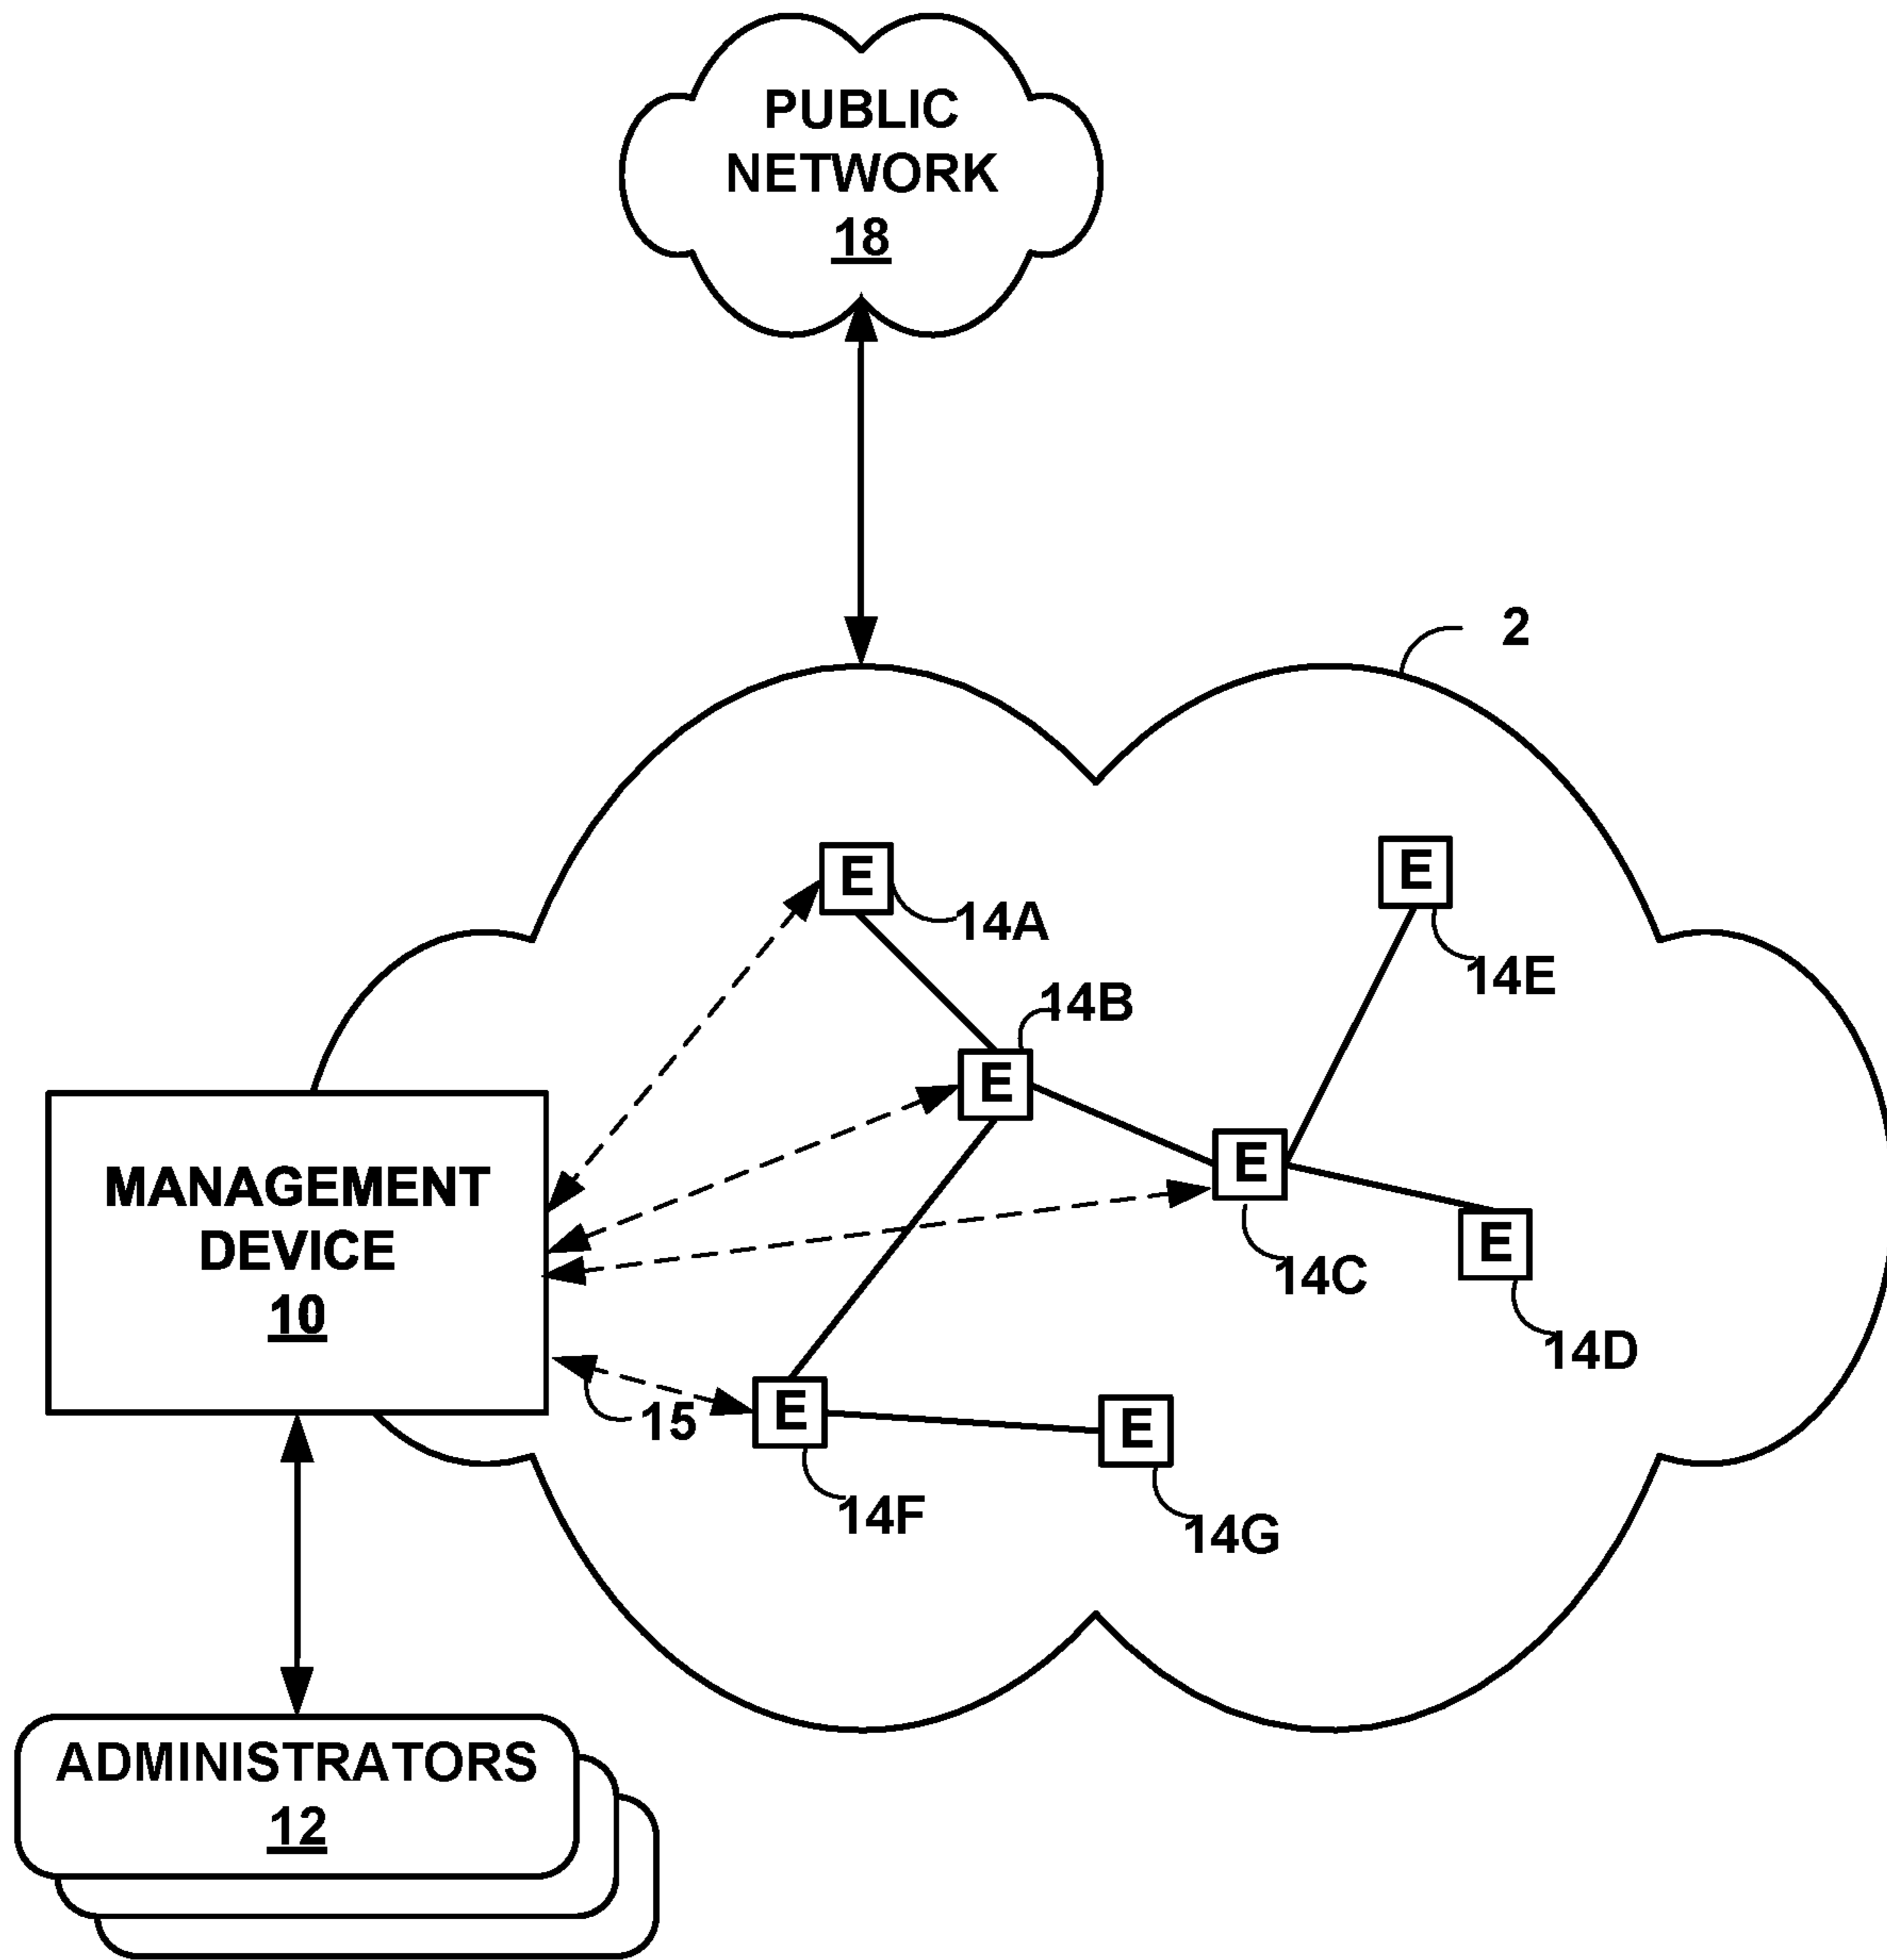 PUBLIC
NETWORK
18
2
E
14A
E
14E
14B
E
E
14C
E
14D
MANAGEMENT
DEVICE
10
15
E
14F
E
14G
ADMINISTRATORS
12